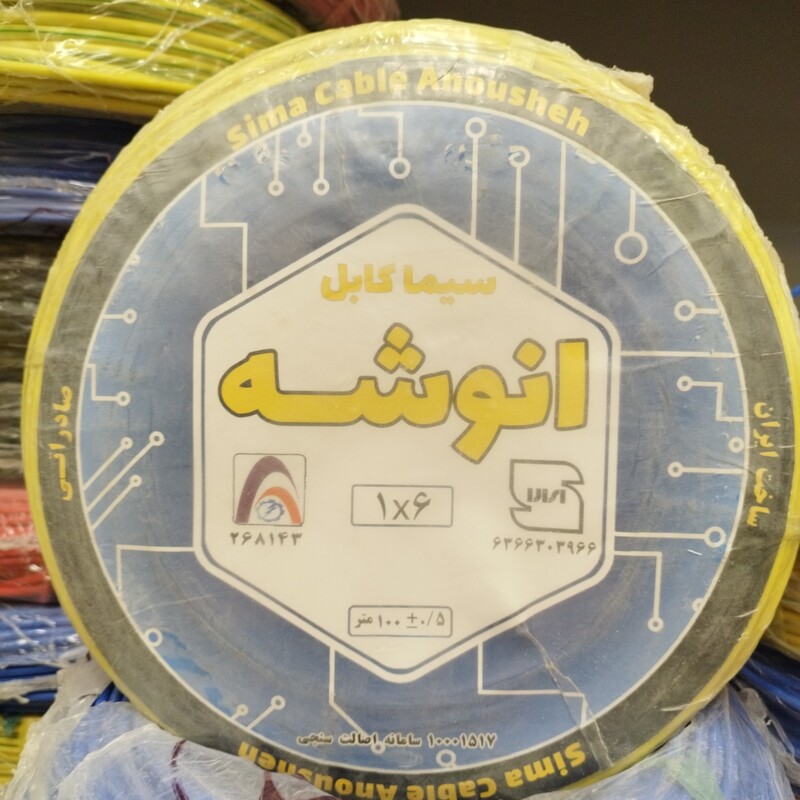 Sima Cable Anousheh
سیما کابل
انوشه
صادراتی
ساخت ایران
۲۶۸۱۴۳
۱x۶
۶۳۶۶۳۰۳۹۶۶
۱۰۰ ± ۰/۵ متر
۱۰۰۰۱۵۱۷ سامانه اصالت سنجی
Sima Cable Anousheh